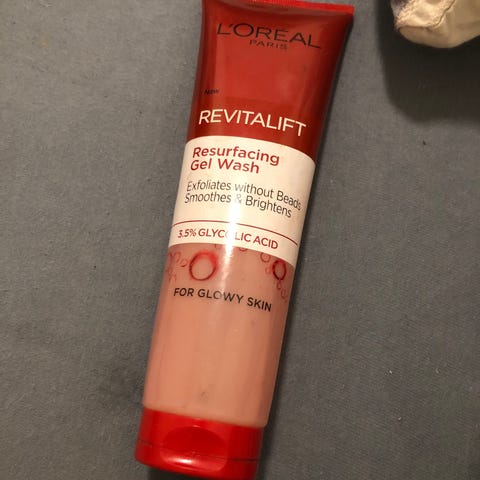 L'ORÉAL
PARIS
NEW
REVITALIFT
Resurfacing
Gel Wash
Exfoliates without Beads
Smoothes & Brightens
3.5% GLYCOLIC ACID
FOR GLOWY SKIN